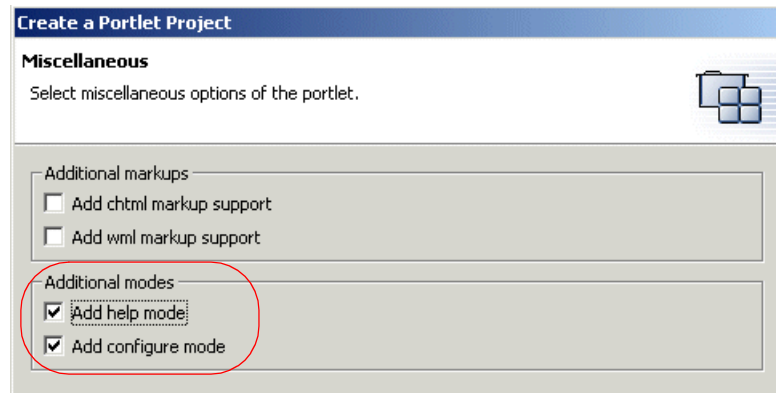 Create a Portlet Project
Miscellaneous
Select miscellaneous options of the portlet.
Additional markups
Add chtml markup support
Add wml markup support
Additional modes
Add help mode
Add configure mode